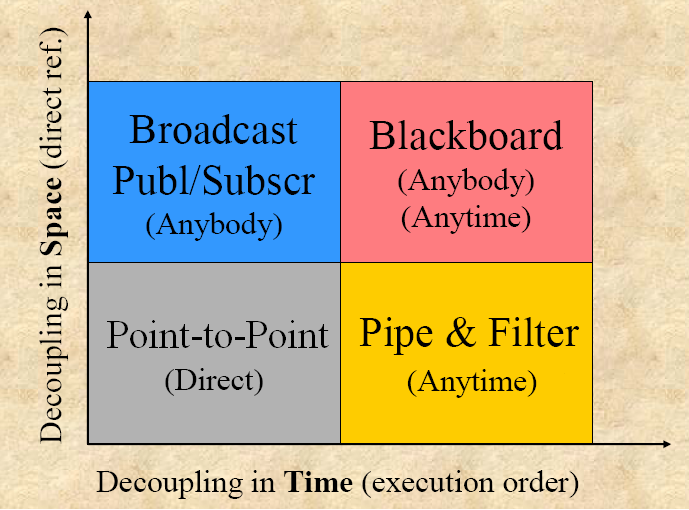 Decoupling in Space (direct ref.)
Broadcast
Publ/Subscr
(Anybody)
Blackboard
(Anybody)
(Anytime)
Point-to-Point
(Direct)
Pipe & Filter
(Anytime)
Decoupling in Time (execution order)